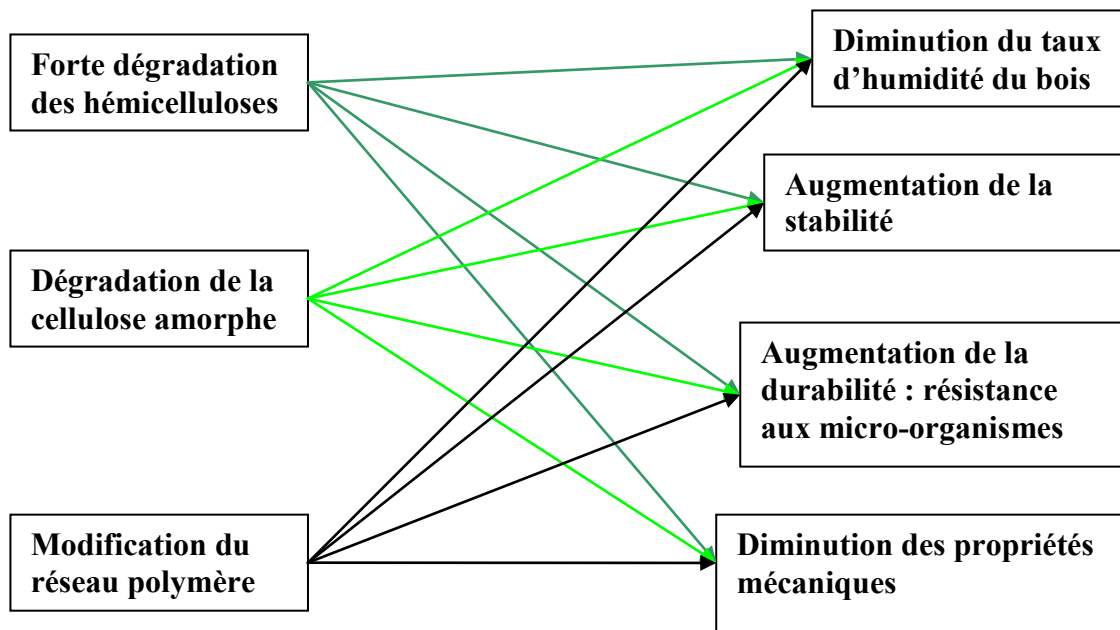 Forte dégradation
des hémicelluloses
Dégradation de la
cellulose amorphe
Modification du
réseau polymère
Diminution du taux
d’humidité du bois
Augmentation de la
stabilité
Augmentation de la
durabilité : résistance
aux micro-organismes
Diminution des propriétés
mécaniques